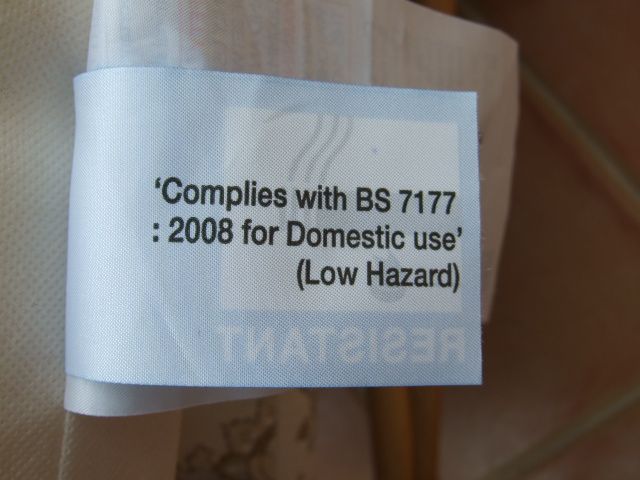 'Complies with BS 7177
: 2008 for Domestic use'
(Low Hazard)
RESISTANT